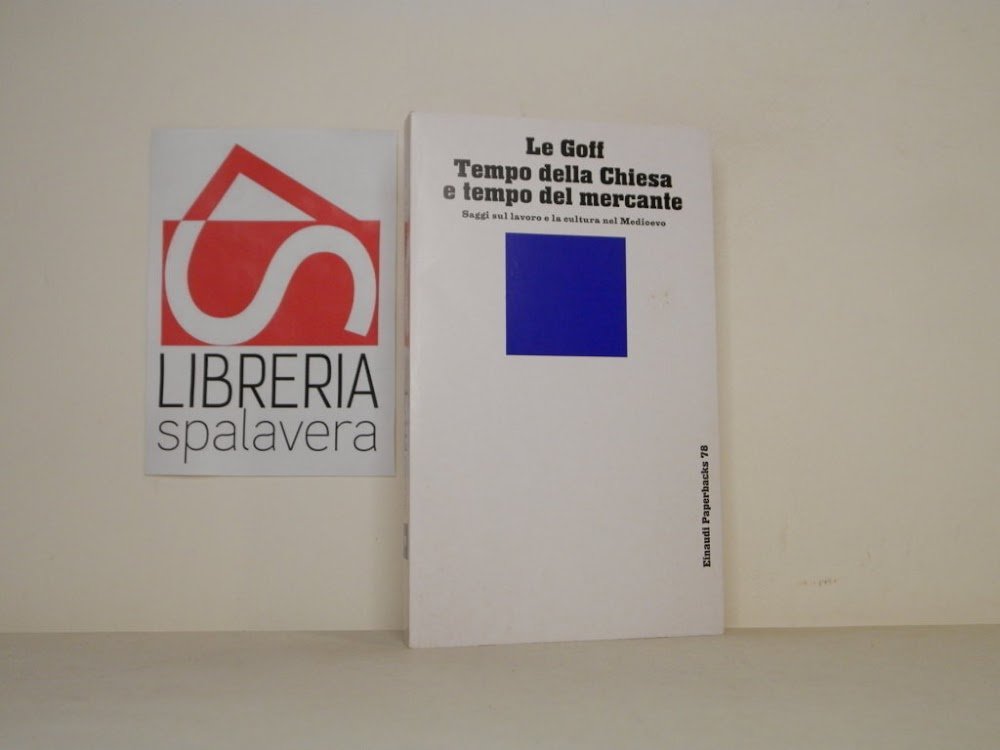 LIBRERIA
spalavera
Le Goff
Tempo della Chiesa
e tempo del mercante
Saggi sul lavoro e la cultura nel Medioevo
Einaudi Paperbacks 78